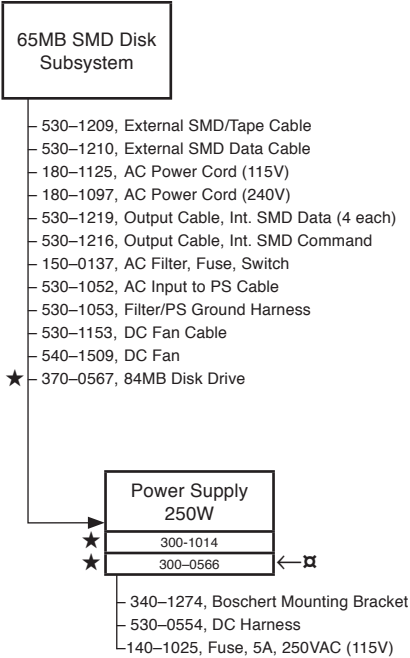 65MB SMD Disk
Subsystem
– 530–1209, External SMD/Tape Cable
– 530–1210, External SMD Data Cable
– 180–1125, AC Power Cord (115V)
– 180–1097, AC Power Cord (240V)
– 530–1219, Output Cable, Int. SMD Data (4 each)
– 530–1216, Output Cable, Int. SMD Command
– 150–0137, AC Filter, Fuse, Switch
– 530–1052, AC Input to PS Cable
– 530–1053, Filter/PS Ground Harness
– 530–1153, DC Fan Cable
– 540–1509, DC Fan
★ – 370–0567, 84MB Disk Drive
Power Supply
250W
★ 300-1014
★ 300–0566 ←¤
– 340–1274, Boschert Mounting Bracket
– 530–0554, DC Harness
140–1025, Fuse, 5A, 250VAC (115V)